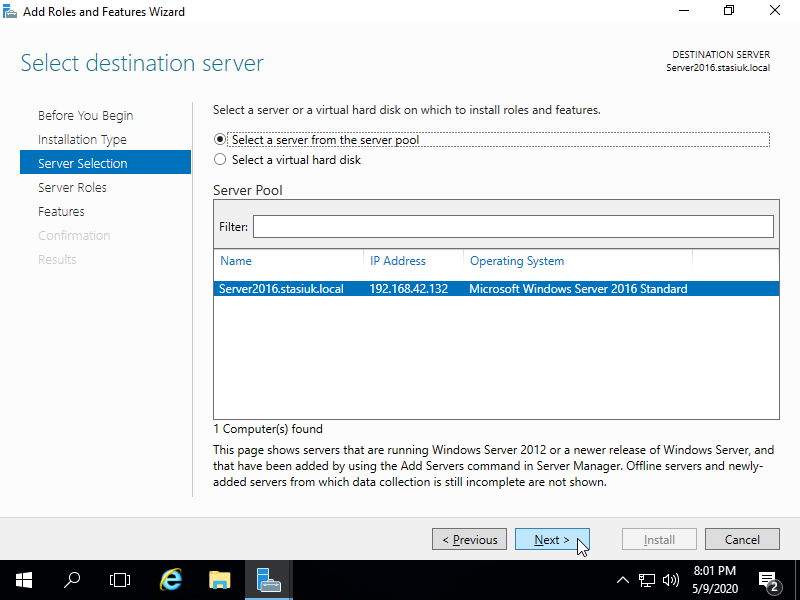 Add Roles and Features Wizard
Select destination server
DESTINATION SERVER
Server2016.stasiuk.local
Before You Begin
Installation Type
Server Selection
Server Roles
Features
Confirmation
Results
Select a server or a virtual hard disk on which to install roles and features.
Select a server from the server pool
Select a virtual hard disk
Server Pool
Filter:
Name IP Address Operating System
Server2016.stasiuk.local 192.168.42.132 Microsoft Windows Server 2016 Standard
1 Computer(s) found
This page shows servers that are running Windows Server 2012 or a newer release of Windows Server, and
that have been added by using the Add Servers command in Server Manager. Offline servers and newly-
added servers from which data collection is still incomplete are not shown.
< Previous Next > Install Cancel
8:01 PM
5/9/2020
2